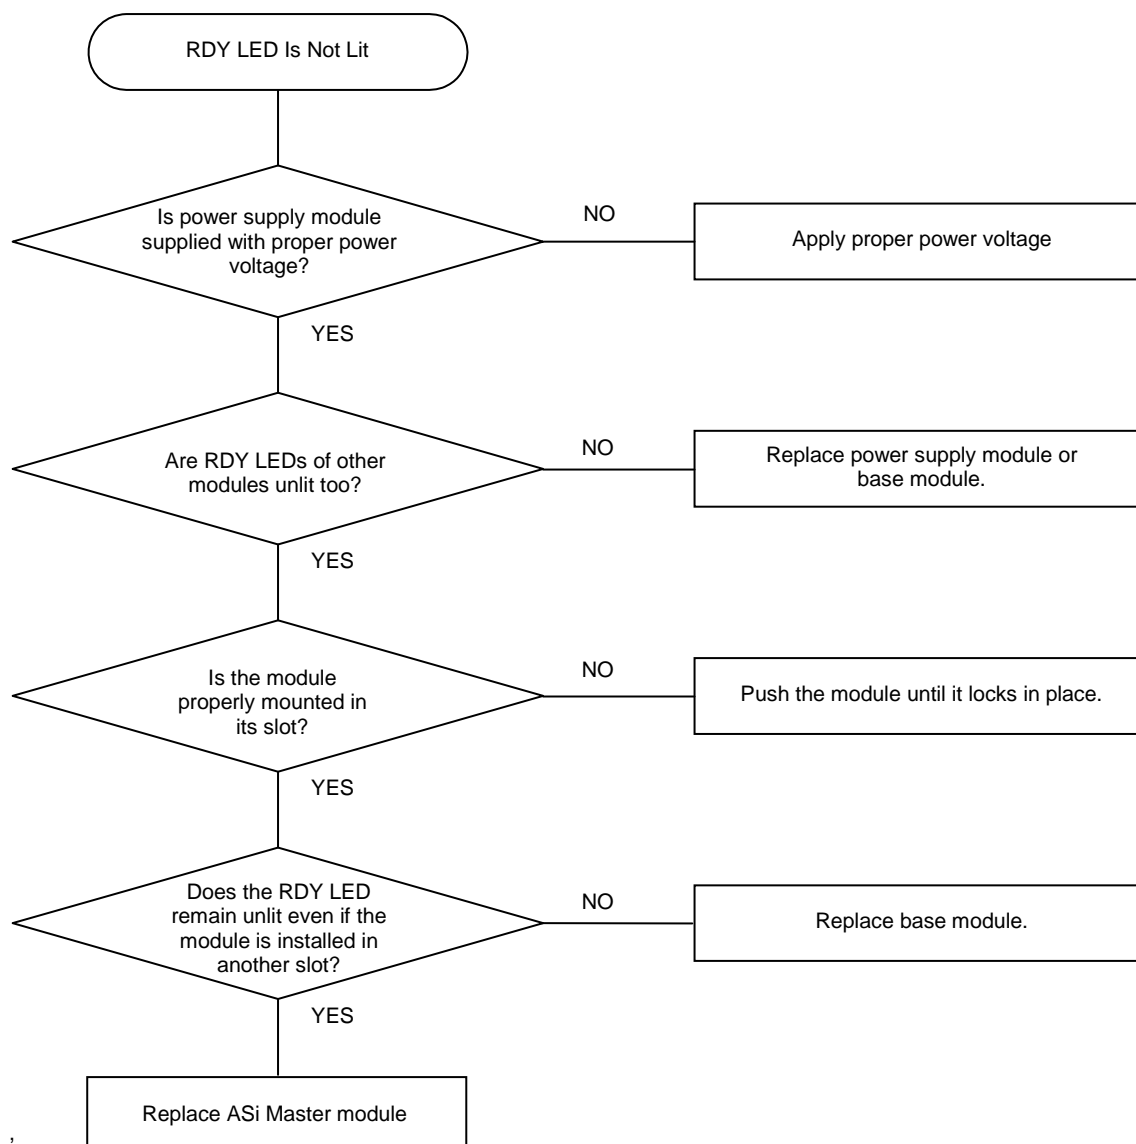 RDY LED Is Not Lit
Is power supply module
supplied with proper power
voltage?
NO
Apply proper power voltage
YES
Are RDY LEDs of other
modules unlit too?
NO
Replace power supply module or
base module.
YES
Is the module
properly mounted in
its slot?
NO
Push the module until it locks in place.
YES
Does the RDY LED
remain unlit even if the
module is installed in
another slot?
NO
Replace base module.
YES
Replace ASi Master module
,